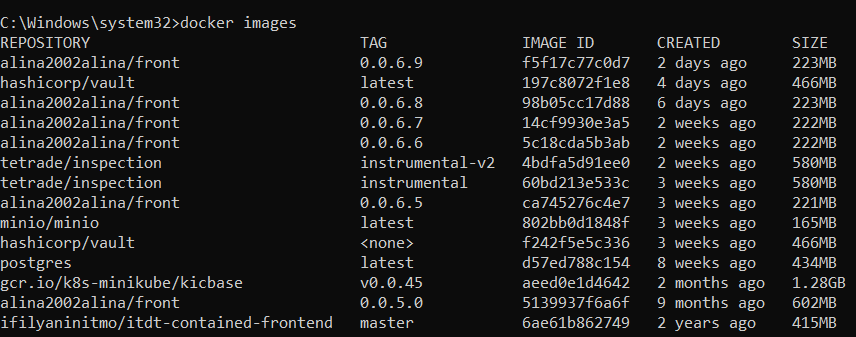 C:\Windows\system32>docker images
REPOSITORY TAG IMAGE ID CREATED SIZE
alina2002alina/front 0.0.6.9 f5f17c77c0d7 2 days ago 223MB
hashicorp/vault latest 197c8072f1e8 4 days ago 466MB
alina2002alina/front 0.0.6.8 98b05cc17d88 6 days ago 223MB
alina2002alina/front 0.0.6.7 14cf9930e3a5 2 weeks ago 222MB
alina2002alina/front 0.0.6.6 5c18cda5b3ab 2 weeks ago 222MB
tetrade/inspection instrumental-v2 4bdfa5d91ee0 2 weeks ago 580MB
tetrade/inspection instrumental 60bd213e533c 3 weeks ago 580MB
alina2002alina/front 0.0.6.5 ca745276c4e7 3 weeks ago 221MB
minio/minio latest 802bb0d1848f 3 weeks ago 165MB
hashicorp/vault <none> f242f5e5c336 3 weeks ago 466MB
postgres latest d57ed788c154 8 weeks ago 434MB
gcr.io/k8s-minikube/kicbase v0.0.45 aeed0e1d4642 2 months ago 1.28GB
alina2002alina/front 0.0.5.0 5139937f6a6f 9 months ago 602MB
ifilyaninitmo/itdt-contained-frontend master 6ae61b862749 2 years ago 415MB